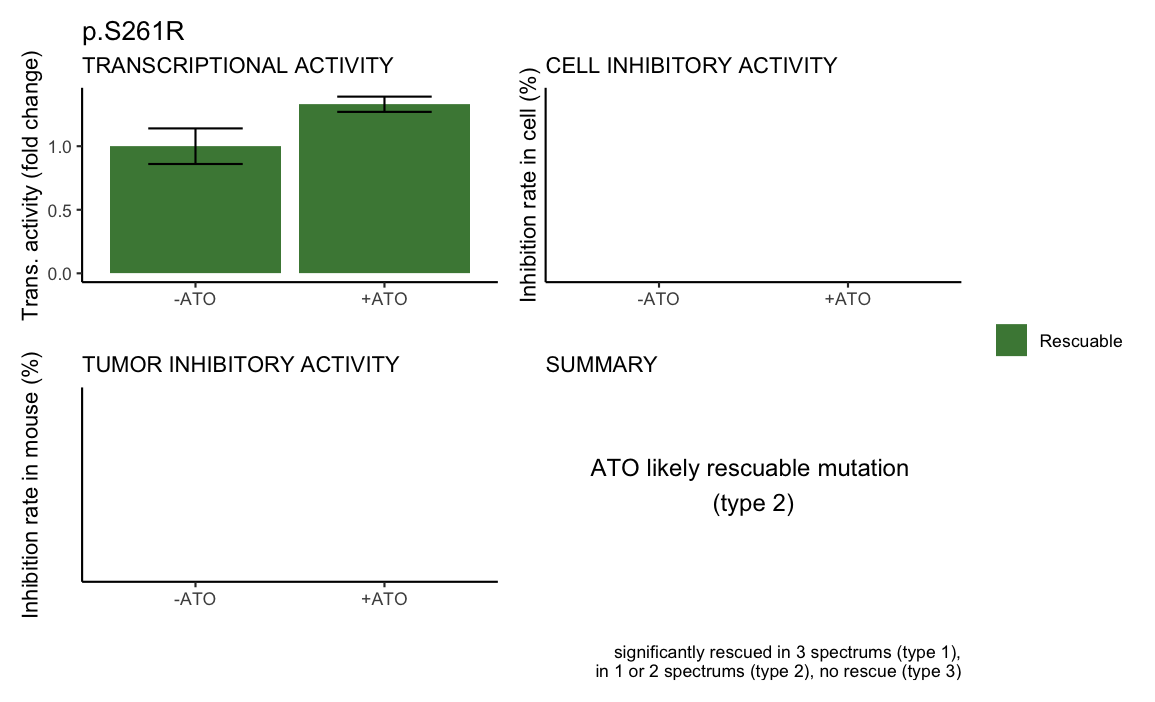 p.S261R
TRANSCRIPTIONAL ACTIVITY
Trans. activity (fold change)
1.0
0.5
0.0
-ATO
+ATO
CELL INHIBITORY ACTIVITY
Inhibition rate in cell (%)
-ATO
+ATO
Rescuable
TUMOR INHIBITORY ACTIVITY
Inhibition rate in mouse (%)
-ATO
+ATO
SUMMARY
ATO likely rescuable mutation
(type 2)
significantly rescued in 3 spectrums (type 1),
in 1 or 2 spectrums (type 2), no rescue (type 3)